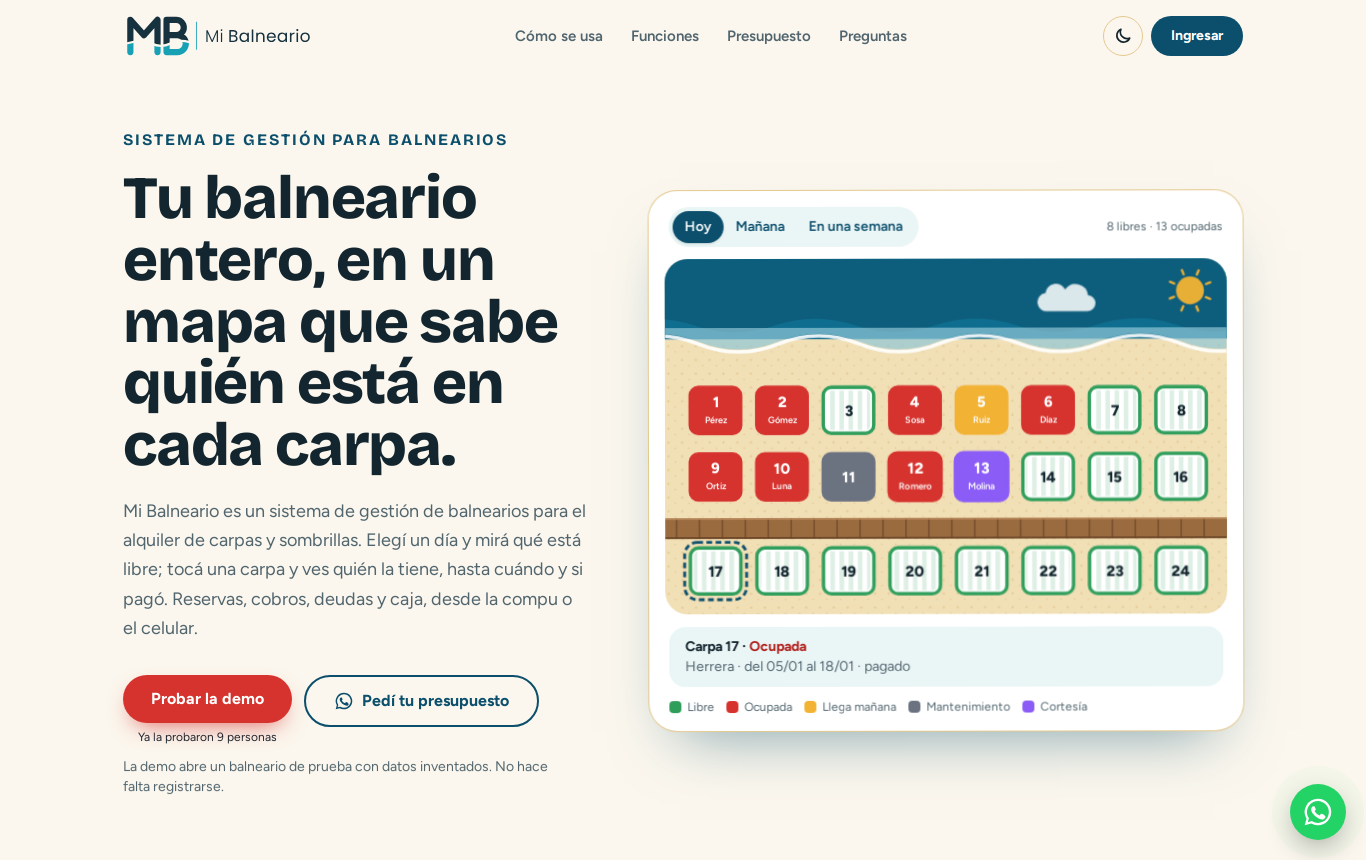 MB | Mi Balneario
Cómo se usa
Funciones
Presupuesto
Preguntas
Ingresar
SISTEMA DE GESTIÓN PARA BALNEARIOS
Tu balneario
entero, en un
mapa que sabe
quién está en
cada carpa.
Mi Balneario es un sistema de gestión de balnearios para el
alquiler de carpas y sombrillas. Elegí un día y mirá qué está
libre; tocá una carpa y ves quién la tiene, hasta cuándo y si
pagó. Reservas, cobros, deudas y caja, desde la compu o
el celular.
Probar la demo
Pedí tu presupuesto
Ya la probaron 9 personas
La demo abre un balneario de prueba con datos inventados. No hace
falta registrarse.
Hoy
Mañana
En una semana
8 libres · 13 ocupadas
1 2 3 4 5 6 7 8
Pérez Gómez Sosa Ruiz Díaz
9 10 11 12 13 14 15 16
Ortiz Luna Romero Molina
17 18 19 20 21 22 23 24
Carpa 17 · Ocupada
Herrera · del 05/01 al 18/01 · pagado
Libre
Ocupada
Llega mañana
Mantenimiento
Cortesía